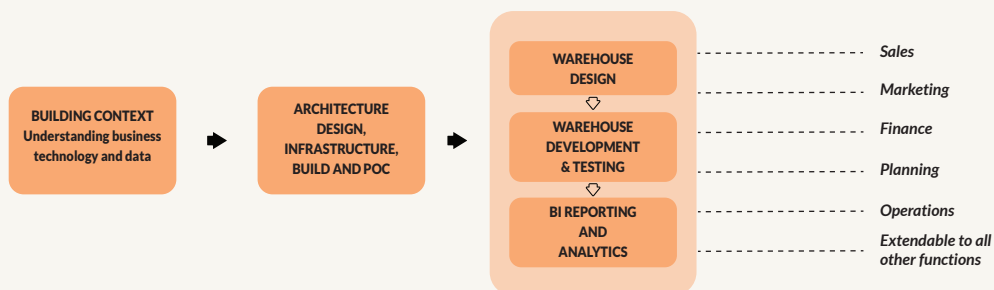 BUILDING CONTEXT
Understanding business
technology and data
ARCHITECTURE
DESIGN,
INFRASTRUCTURE,
BUILD AND POC
WAREHOUSE
DESIGN
WAREHOUSE
DEVELOPMENT
& TESTING
BI REPORTING
AND
ANALYTICS
Sales
Marketing
Finance
Planning
Operations
Extendable to all
other functions